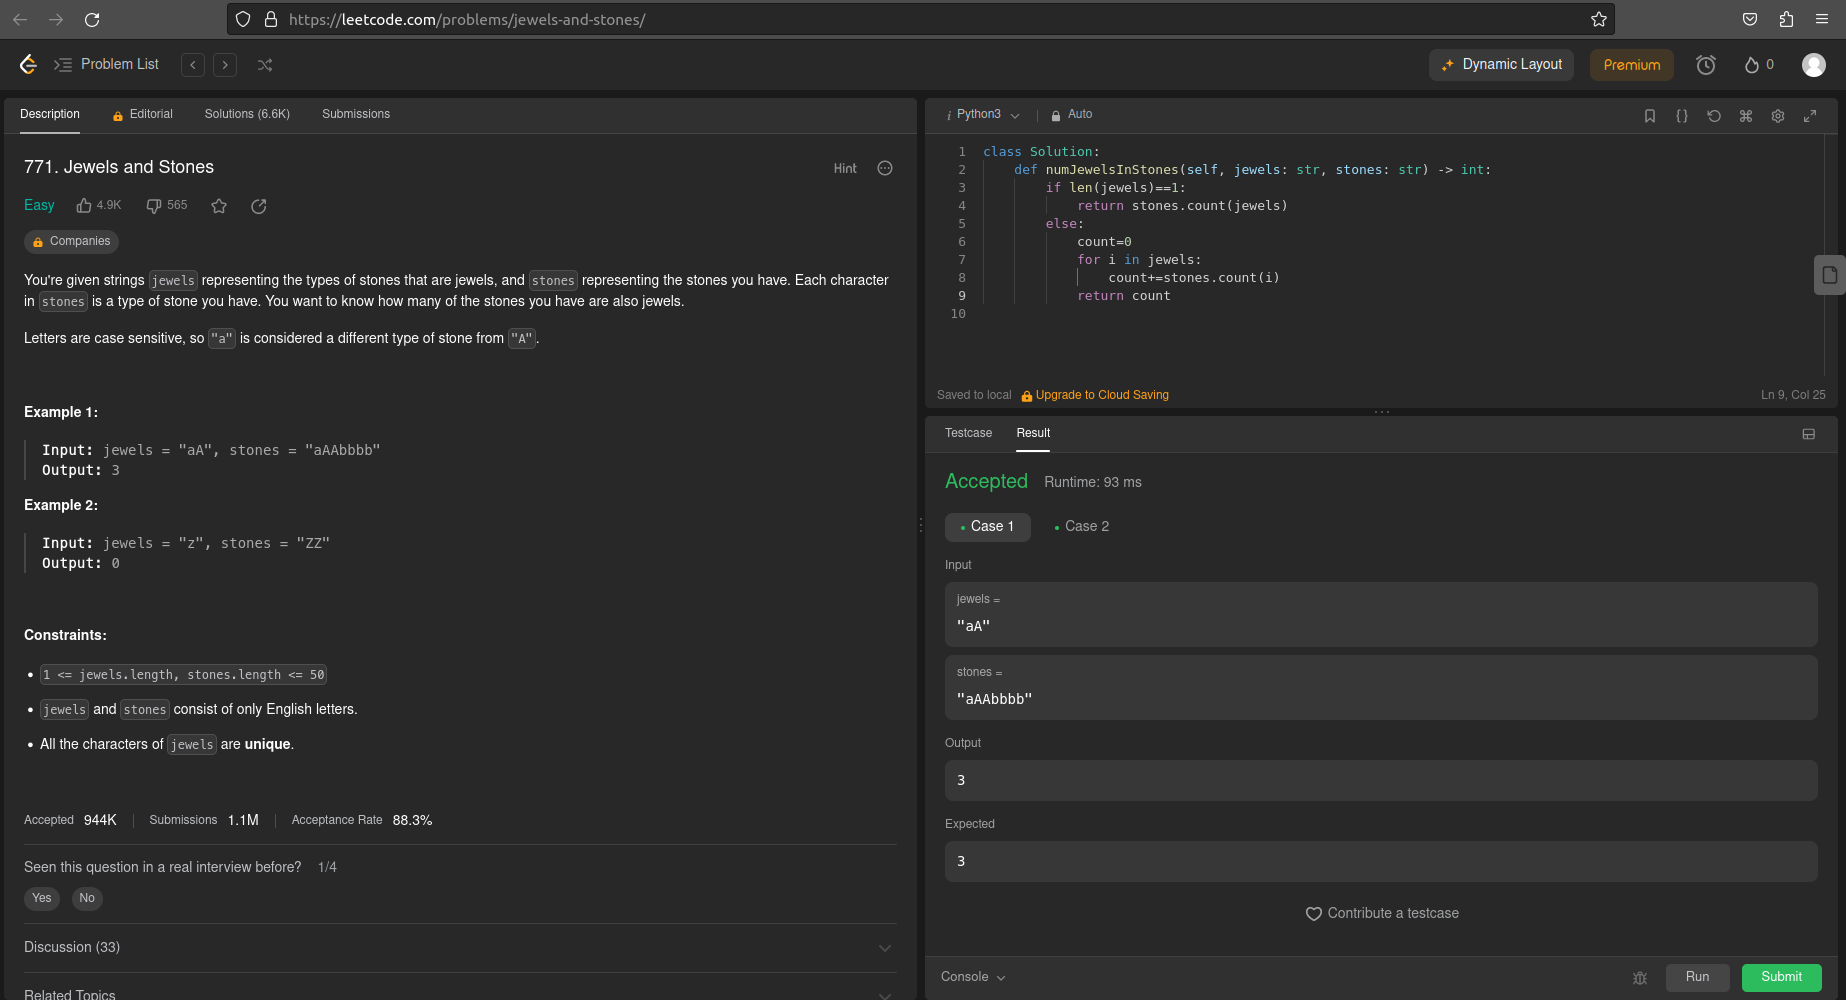 https://leetcode.com/problems/jewels-and-stones/
Problem List
Dynamic Layout
Premium
0
Description
Editorial
Solutions (6.6K)
Submissions
771. Jewels and Stones
Hint
Easy
4.9K
565
Companies
You're given strings jewels representing the types of stones that are jewels, and stones representing the stones you have. Each character
in stones is a type of stone you have. You want to know how many of the stones you have are also jewels.
Letters are case sensitive, so "a" is considered a different type of stone from "A".
Example 1:
Input: jewels = "aA", stones = "aAAbbbb"
Output: 3
Example 2:
Input: jewels = "z", stones = "ZZ"
Output: 0
Constraints:
• 1 <= jewels.length, stones.length <= 50
• jewels and stones consist of only English letters.
• All the characters of jewels are unique.
Accepted 944K
Submissions 1.1M
Acceptance Rate 88.3%
Seen this question in a real interview before? 1/4
Yes
No
Discussion (33)
Related Topics
i Python3
Auto
1 class Solution:
2 def numJewelsInStones(self, jewels: str, stones: str) -> int:
3 if len(jewels)==1:
4 return stones.count(jewels)
5 else:
6 count=0
7 for i in jewels:
8 count+=stones.count(i)
9 return count
10
Saved to local
Upgrade to Cloud Saving
Ln 9, Col 25
Testcase
Result
Accepted
Runtime: 93 ms
• Case 1
• Case 2
Input
jewels =
"aA"
stones =
"aAAbbbb"
Output
3
Expected
3
Contribute a testcase
Console
Run
Submit